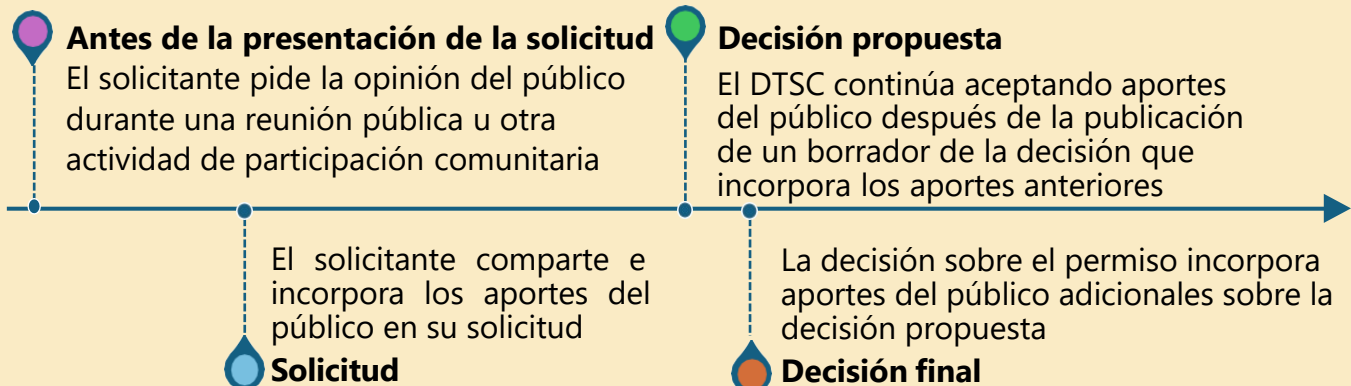 Antes de la presentación de la solicitud
El solicitante pide la opinión del público
durante una reunión pública u otra
actividad de participación comunitaria
El solicitante comparte e
incorpora los aportes del
público en su solicitud
Solicitud
Decisión propuesta
El DTSC continúa aceptando aportes
del público después de la publicación
de un borrador de la decisión que
incorpora los aportes anteriores
La decisión sobre el permiso incorpora
aportes del público adicionales sobre la
decisión propuesta
Decisión final